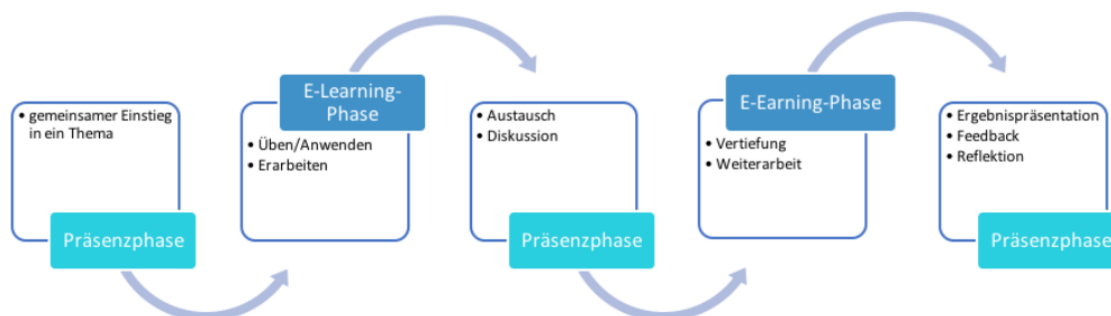 • gemeinsamer Einstieg
in ein Thema
Präsenzphase
E-Learning-
Phase
• Üben/Anwenden
• Erarbeiten
• Austausch
• Diskussion
Präsenzphase
E-Earning-Phase
• Vertiefung
• Weiterarbeit
• Ergebnispräsentation
• Feedback
• Reflektion
Präsenzphase